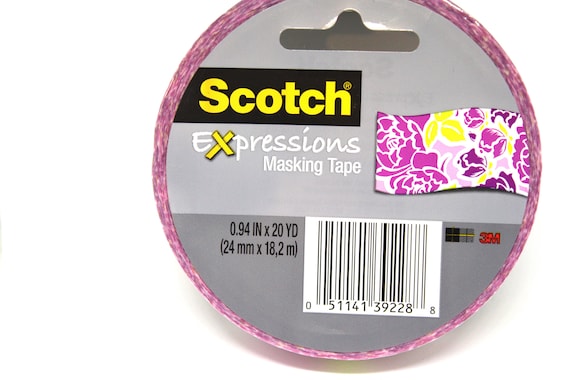 Scotch®
EXpressions
Masking Tape
0.94 IN x 20 YD
(24 mm x 18,2 m)
3M
0 51141 39228 8